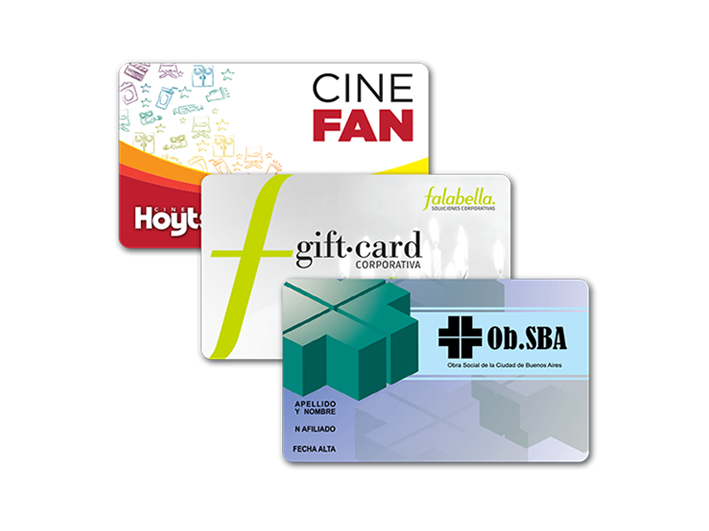 CINE
FAN
CINE
Hoyts
falabella.
SOLUCIONES CORPORATIVAS
f gift·card
CORPORATIVA
Ob.SBA
Obra Social de la Ciudad de Buenos Aires
APELLIDO
Y NOMBRE
N AFILIADO
FECHA ALTA